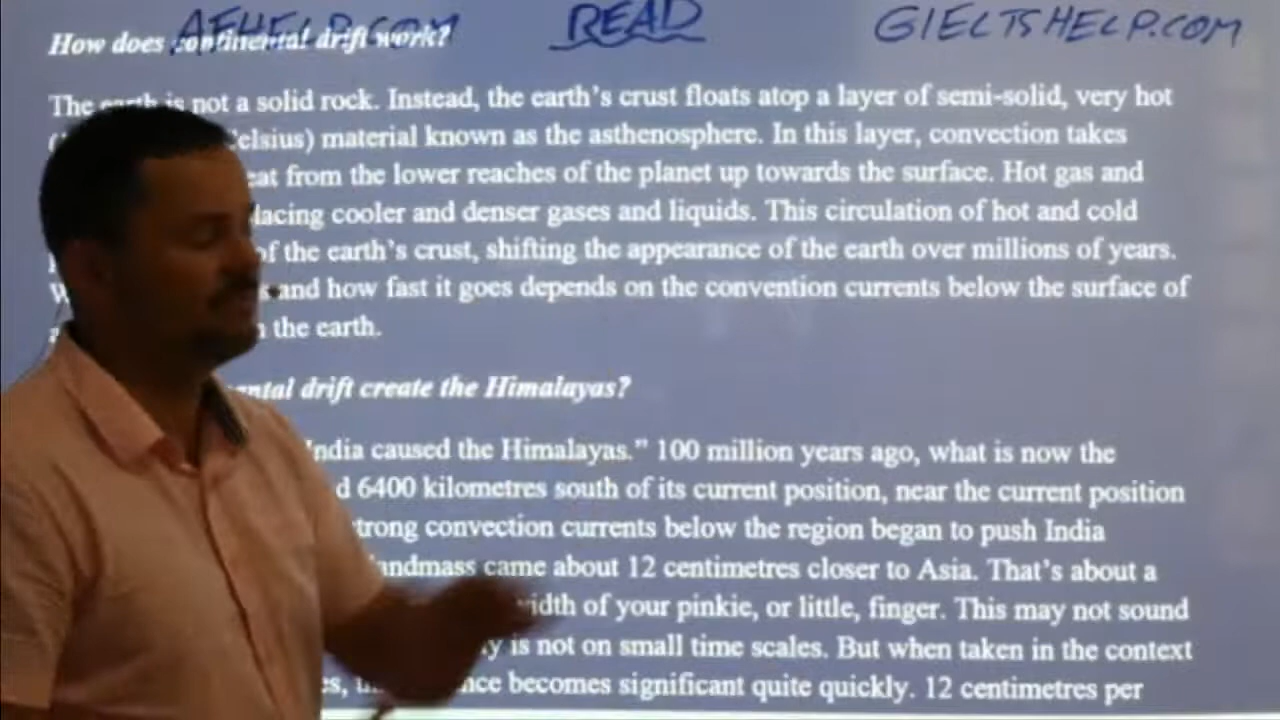 AEHELP.COM READ GIELTSHELP.COM
How does continental drift work?
The earth is not a solid rock. Instead, the earth's crust floats atop a layer of semi-solid, very hot
elsius) material known as the asthenosphere. In this layer, convection takes
eat from the lower reaches of the planet up towards the surface. Hot gas and
lacing cooler and denser gases and liquids. This circulation of hot and cold
of the earth's crust, shifting the appearance of the earth over millions of years.
and how fast it goes depends on the convention currents below the surface of
the earth.
ental drift create the Himalayas?
India caused the Himalayas." 100 million years ago, what is now the
d 6400 kilometres south of its current position, near the current position
strong convection currents below the region began to push India
andmass came about 12 centimetres closer to Asia. That's about a
width of your pinkie, or little, finger. This may not sound
y is not on small time scales. But when taken in the context
es, nce becomes significant quite quickly. 12 centimetres per